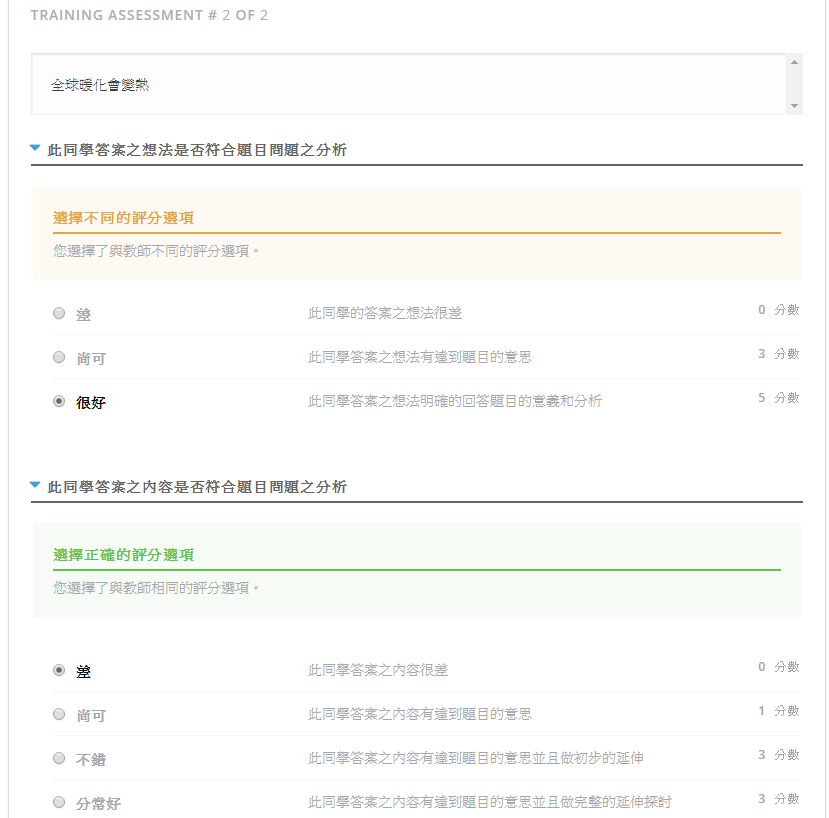 TRAINING ASSESSMENT # 2 OF 2
全球暖化會變熱
此同學答案之想法是否符合題目問題之分析
選擇不同的評分選項
您選擇了與教師不同的評分選項。
差 此同學的答案之想法很差 0 分數
尚可 此同學答案之想法有達到題目的意思 3 分數
很好 此同學答案之想法明確的回答題目的意義和分析 5 分數
此同學答案之內容是否符合題目問題之分析
選擇正確的評分選項
您選擇了與教師相同的評分選項。
差 此同學答案之內容很差 0 分數
尚可 此同學答案之內容有達到題目的意思 1 分數
不錯 此同學答案之內容有達到題目的意思並且做初步的延伸 3 分數
分常好 此同學答案之內容有達到題目的意思並且做完整的延伸探討 3 分數